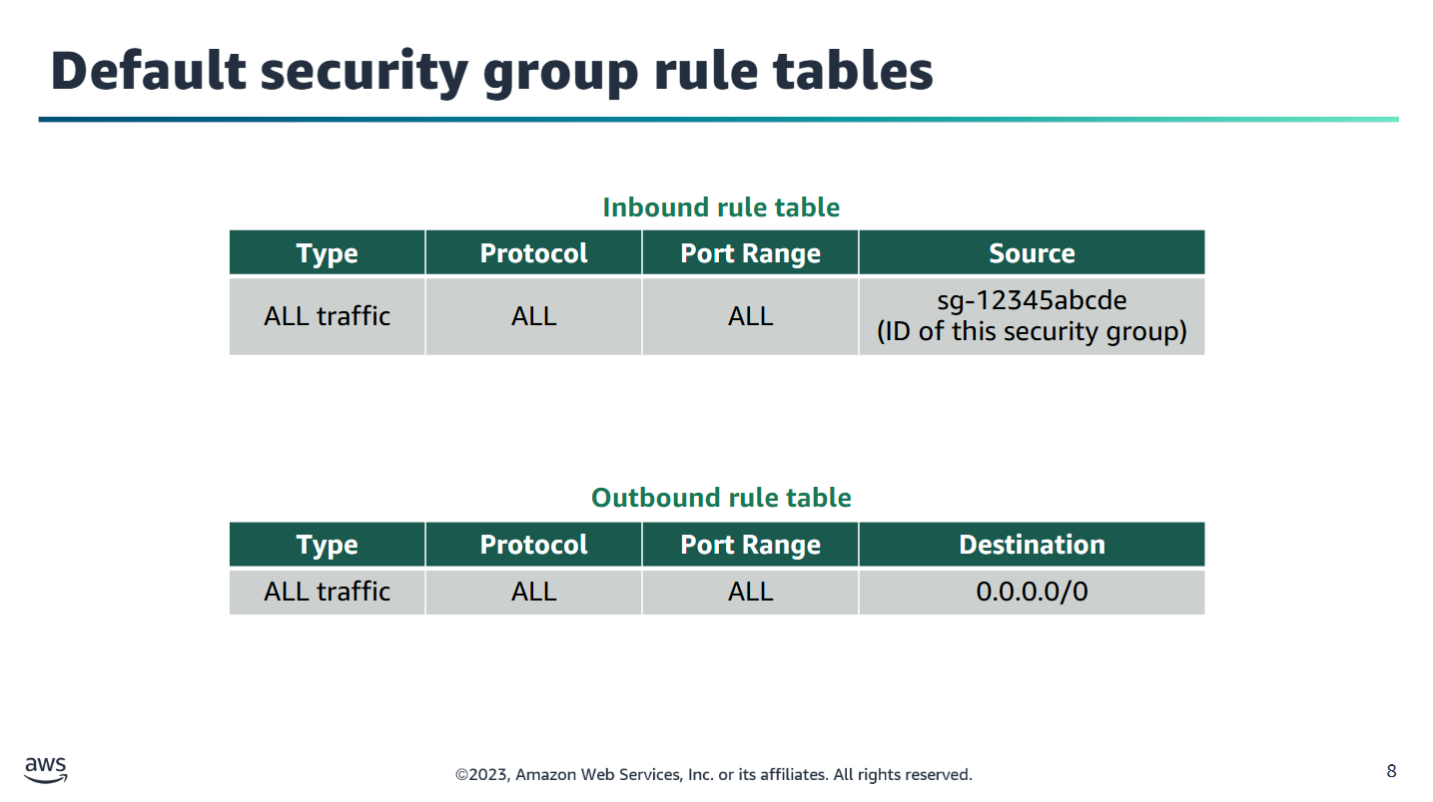 Default security group rule tables
Inbound rule table
Type Protocol Port Range Source
ALL traffic ALL ALL sg-12345abcde
(ID of this security group)
Outbound rule table
Type Protocol Port Range Destination
ALL traffic ALL ALL 0.0.0.0/0
aws
©2023, Amazon Web Services, Inc. or its affiliates. All rights reserved.
8